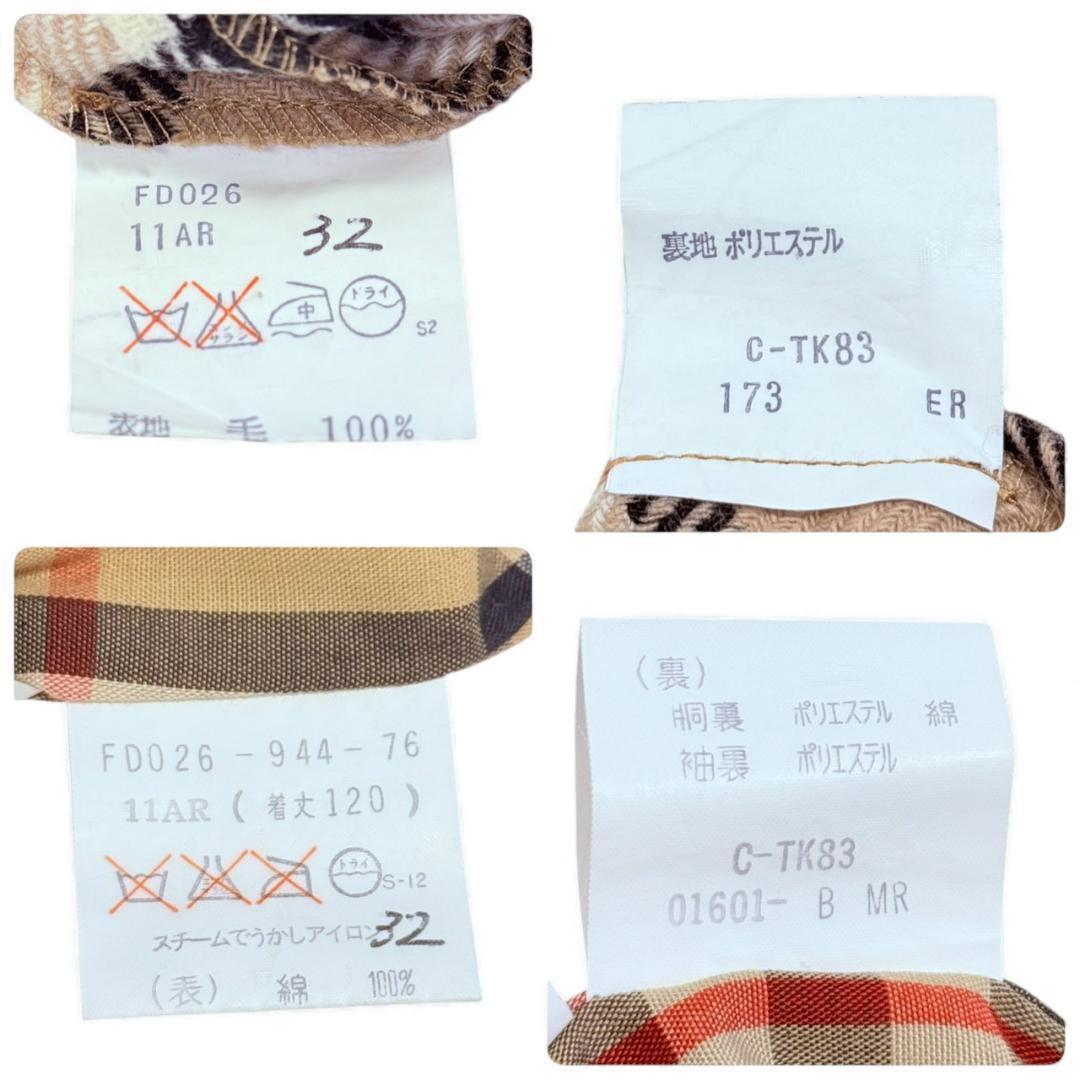 FD026
11AR 32
中 ドライ S2
表地 毛 100%
裏地 ポリエステル
C-TK83
173 ER
FD026-944-76
11AR (着丈120)
ドライ S-12
スチームでうかしアイロン 32
(表) 綿 100%
(裏)
胴裏 ポリエステル 綿
袖裏 ポリエステル
C-TK83
01601- B MR